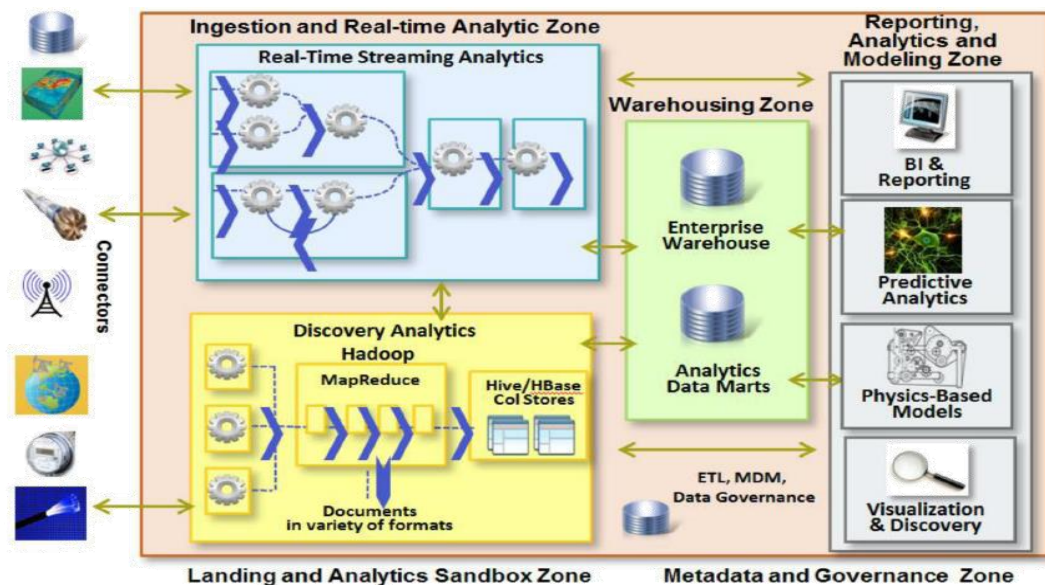 Ingestion and Real-time Analytic Zone
Real-Time Streaming Analytics
Reporting,
Analytics and
Modeling Zone
Warehousing Zone
BI &
Reporting
Enterprise
Warehouse
Predictive
Analytics
Connectors
Discovery Analytics
Hadoop
MapReduce
Hive/HBase
Col Stores
Analytics
Data Marts
Physics-Based
Models
Documents
in variety of formats
ETL, MDM,
Data Governance
Visualization
& Discovery
Landing and Analytics Sandbox Zone
Metadata and Governance Zone